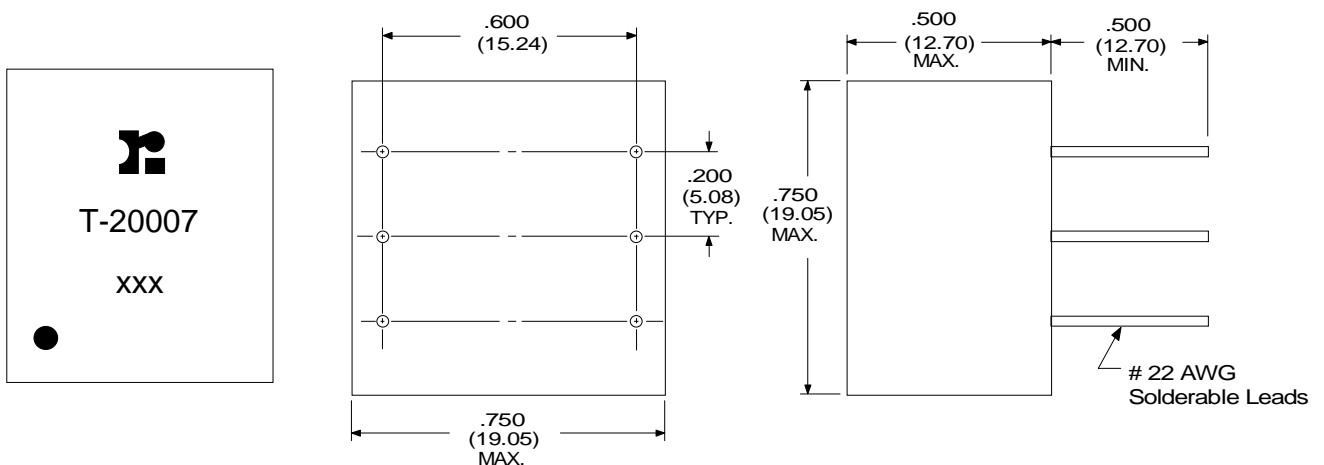 T-20007
xxx
.600
(15.24)
.200
(5.08)
TYP.
.750
(19.05)
MAX.
.500
(12.70)
MAX.
.500
(12.70)
MIN.
.750
(19.05)
MAX.
# 22 AWG
Solderable Leads